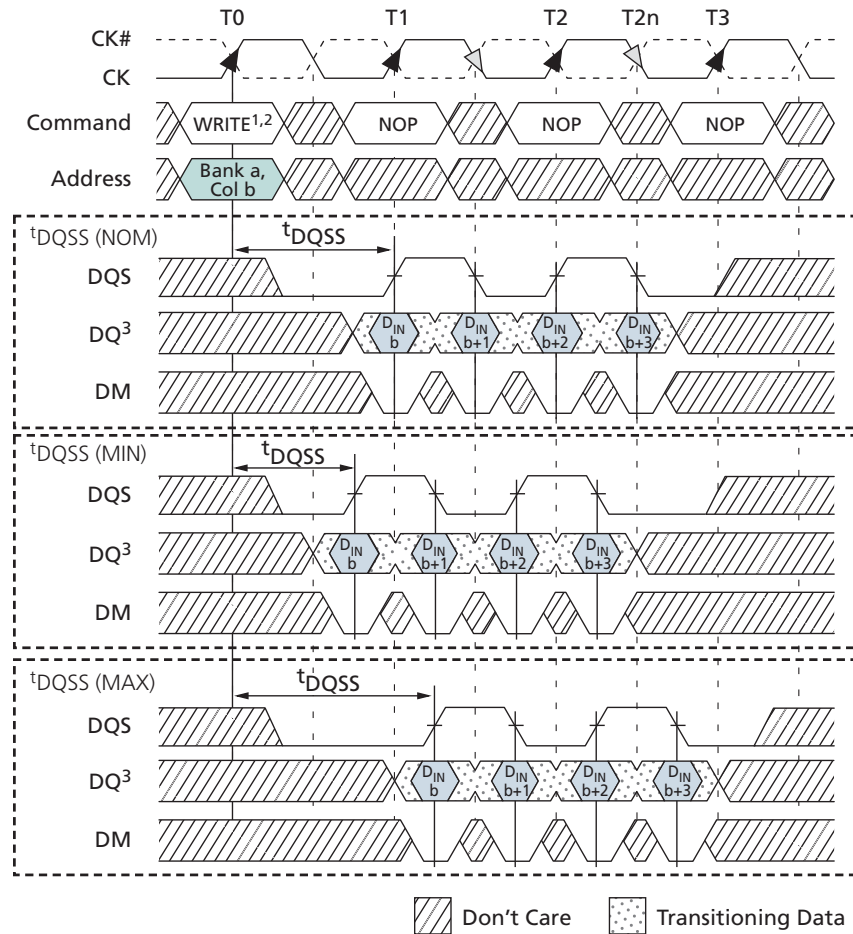 T0 T1 T2 T2n T3
CK#
CK
Command WRITE1,2 NOP NOP NOP
Address Bank a, Col b
tDQSS (NOM) tDQSS
DQS
DQ3 DIN b DIN b+1 DIN b+2 DIN b+3
DM
tDQSS (MIN) tDQSS
DQS
DQ3 DIN b DIN b+1 DIN b+2 DIN b+3
DM
tDQSS (MAX) tDQSS
DQS
DQ3 DIN b DIN b+1 DIN b+2 DIN b+3
DM
Don't Care Transitioning Data